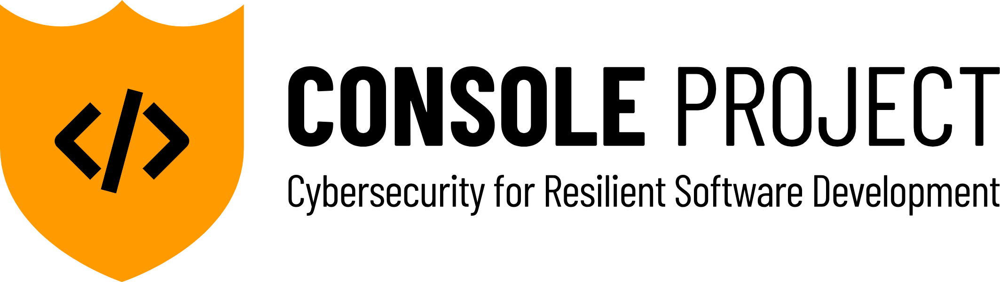 CONSOLE PROJECT
Cybersecurity for Resilient Software Development